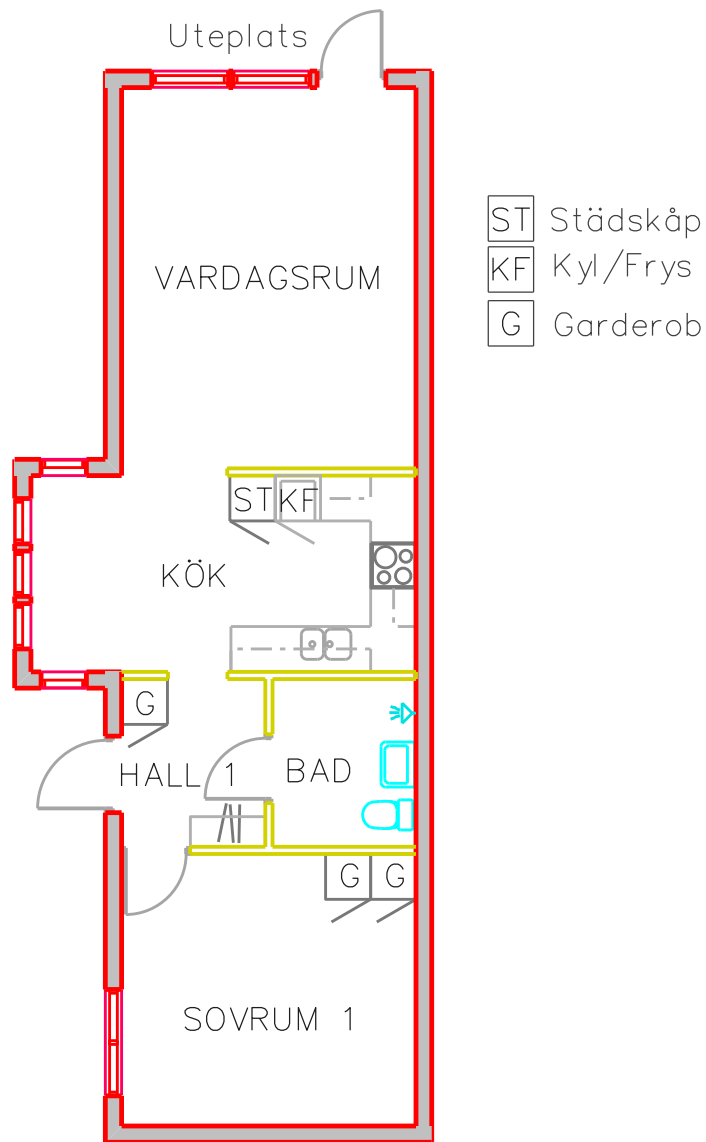 Uteplats
ST Städskåp
KF Kyl/Frys
G Garderob
VARDAGSRUM
ST KF
KÖK
G
HALL 1
BAD
G G
SOVRUM 1